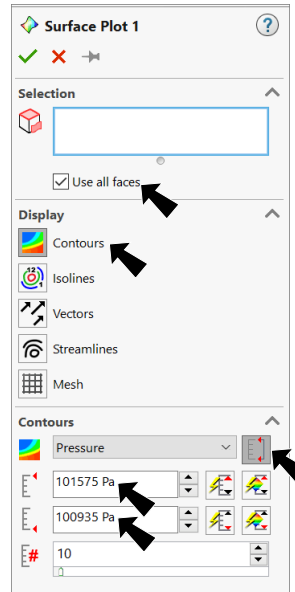 Surface Plot 1
?
Selection
Use all faces
Display
Contours
Isolines
Vectors
Streamlines
Mesh
Contours
Pressure
101575 Pa
100935 Pa
# 10